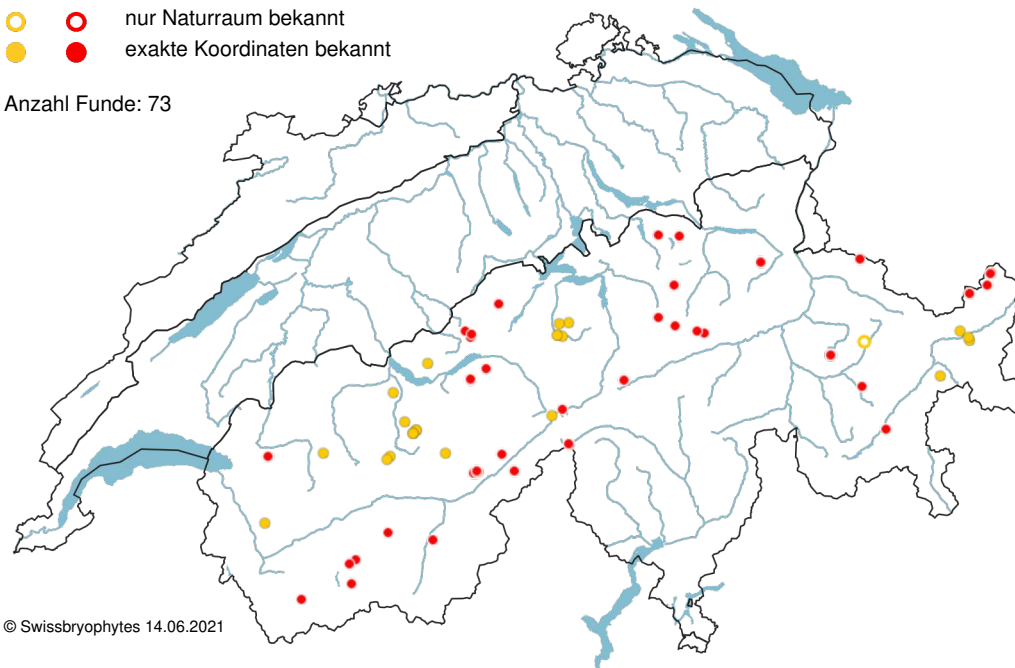 nur Naturraum bekannt
exakte Koordinaten bekannt
Anzahl Funde: 73
© Swissbryophytes 14.06.2021